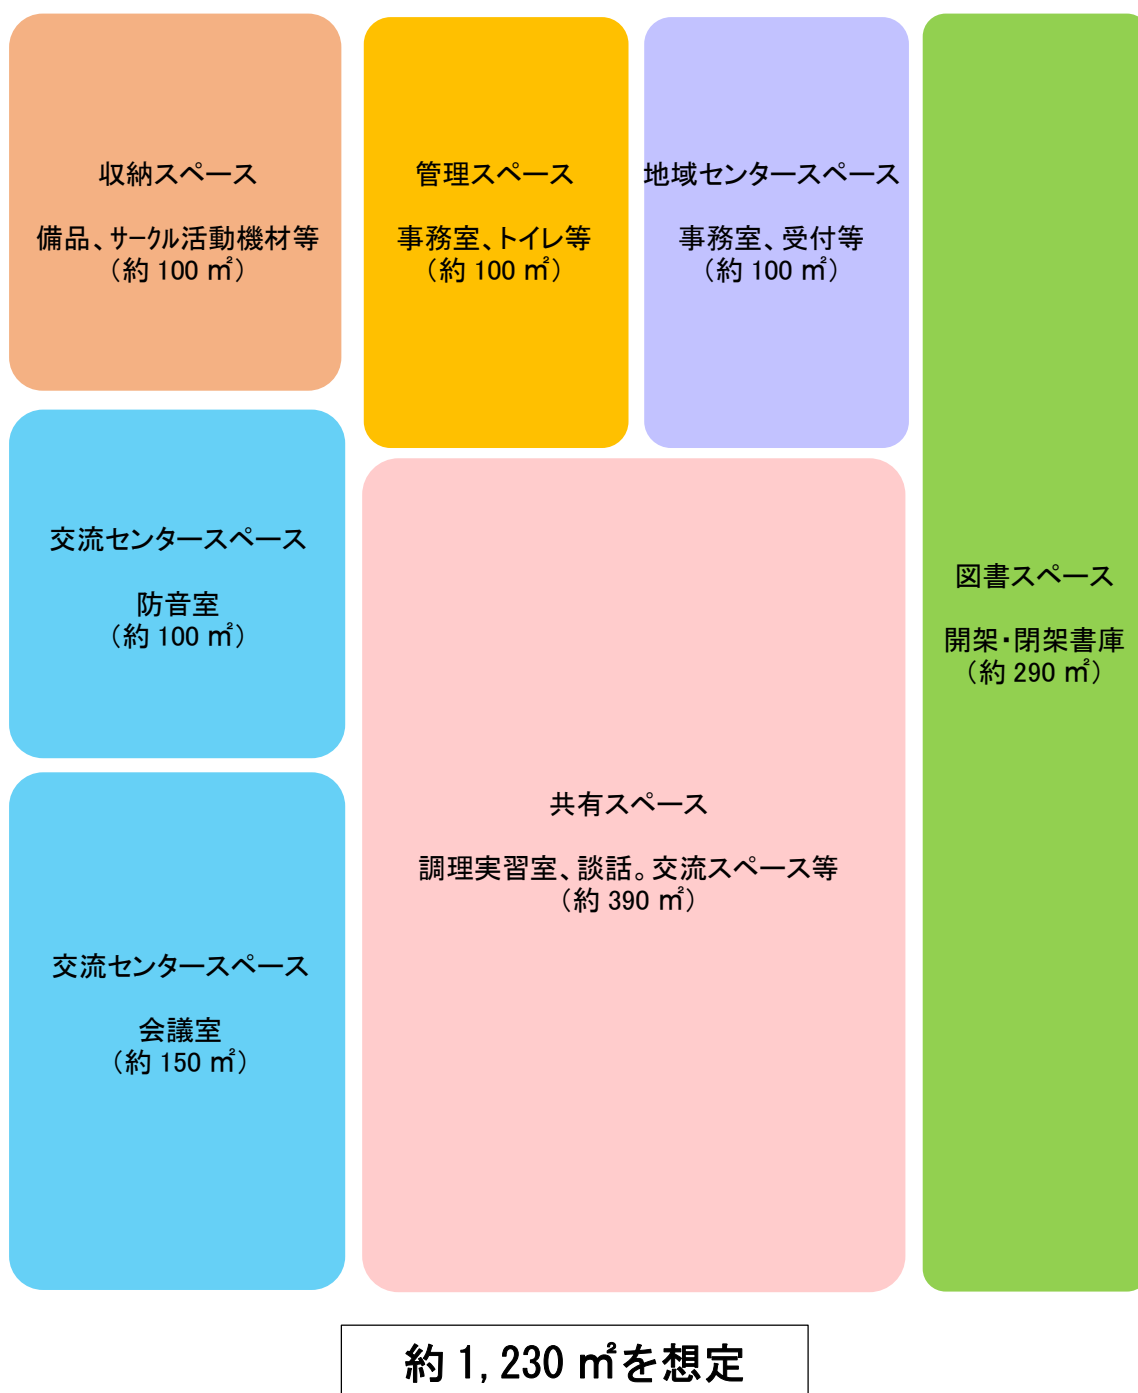 収納スペース
備品、サークル活動機材等
（約 100 ㎡）
管理スペース
事務室、トイレ等
（約 100 ㎡）
地域センタースペース
事務室、受付等
（約 100 ㎡）
交流センタースペース
防音室
（約 100 ㎡）
図書スペース
開架・閉架書庫
（約 290 ㎡）
共有スペース
調理実習室、談話。交流スペース等
（約 390 ㎡）
交流センタースペース
会議室
（約 150 ㎡）
約 1,230 ㎡を想定